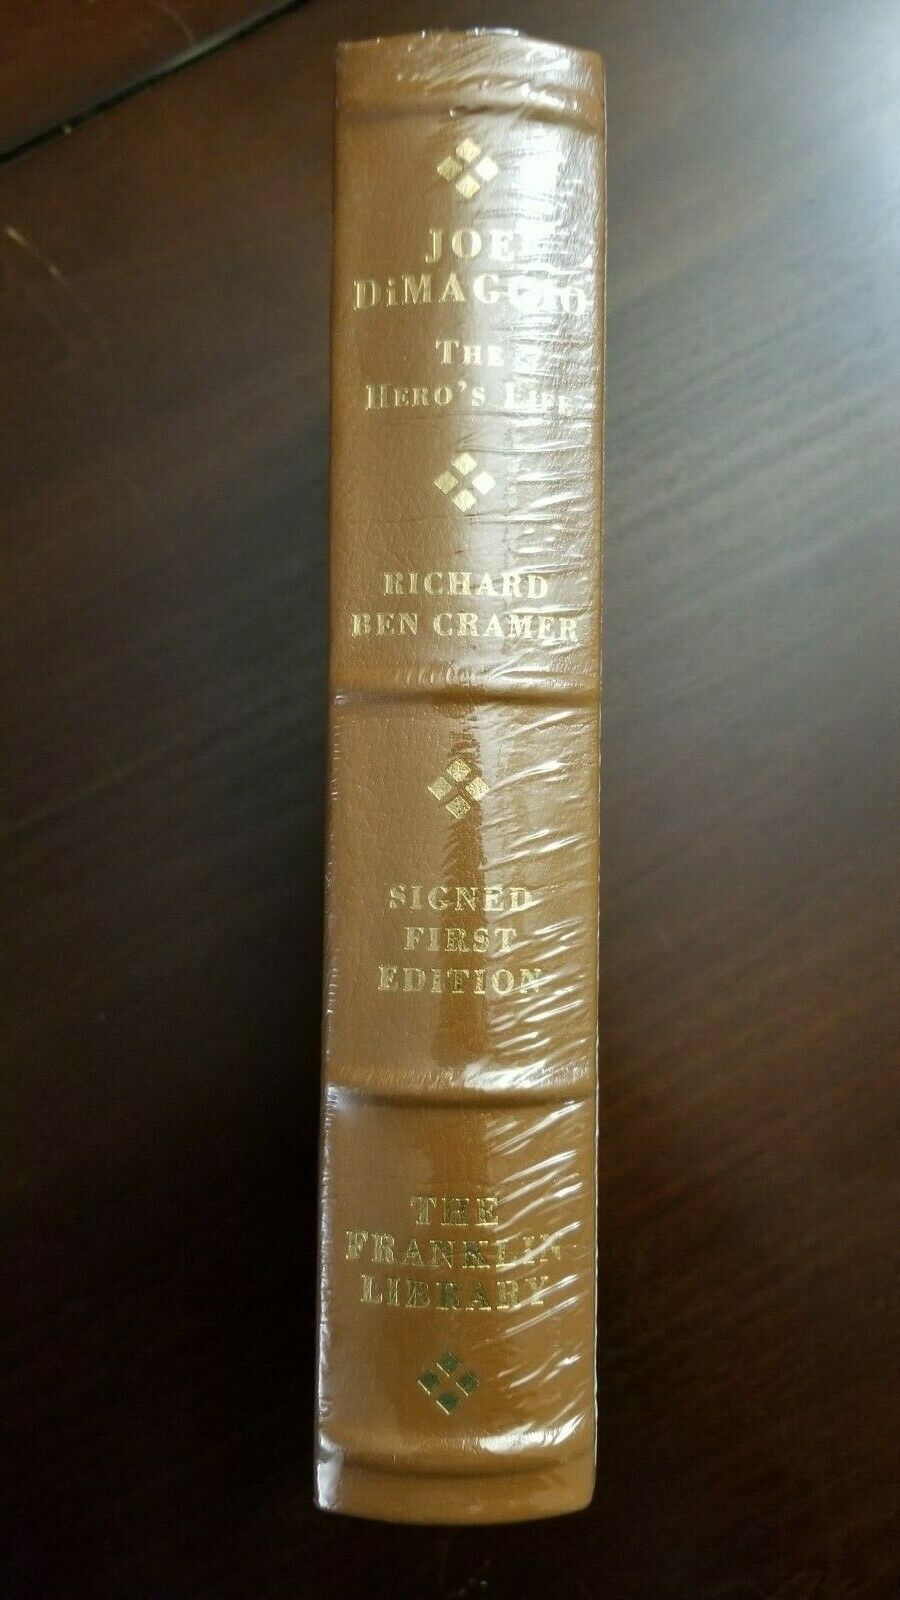 JOE
DiMAGGIO
THE
HERO'S LIFE
RICHARD
BEN CRAMER
SIGNED
FIRST
EDITION
THE
FRANKLIN
LIBRARY